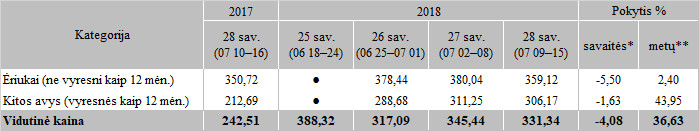 Kategorija 2017 2018 Pokytis %
28 sav. (07 10–16) 25 sav. (06 18–24) 26 sav. (06 25–07 01) 27 sav. (07 02–08) 28 sav. (07 09–15) savaitės* metų**
Ėriukai (ne vyresni kaip 12 mėn.) 350,72 ● 378,44 380,04 359,12 -5,50 2,40
Kitos avys (vyresnės kaip 12 mėn.) 212,69 ● 288,68 311,25 306,17 -1,63 43,95
Vidutinė kaina 242,51 388,32 317,09 345,44 331,34 -4,08 36,63